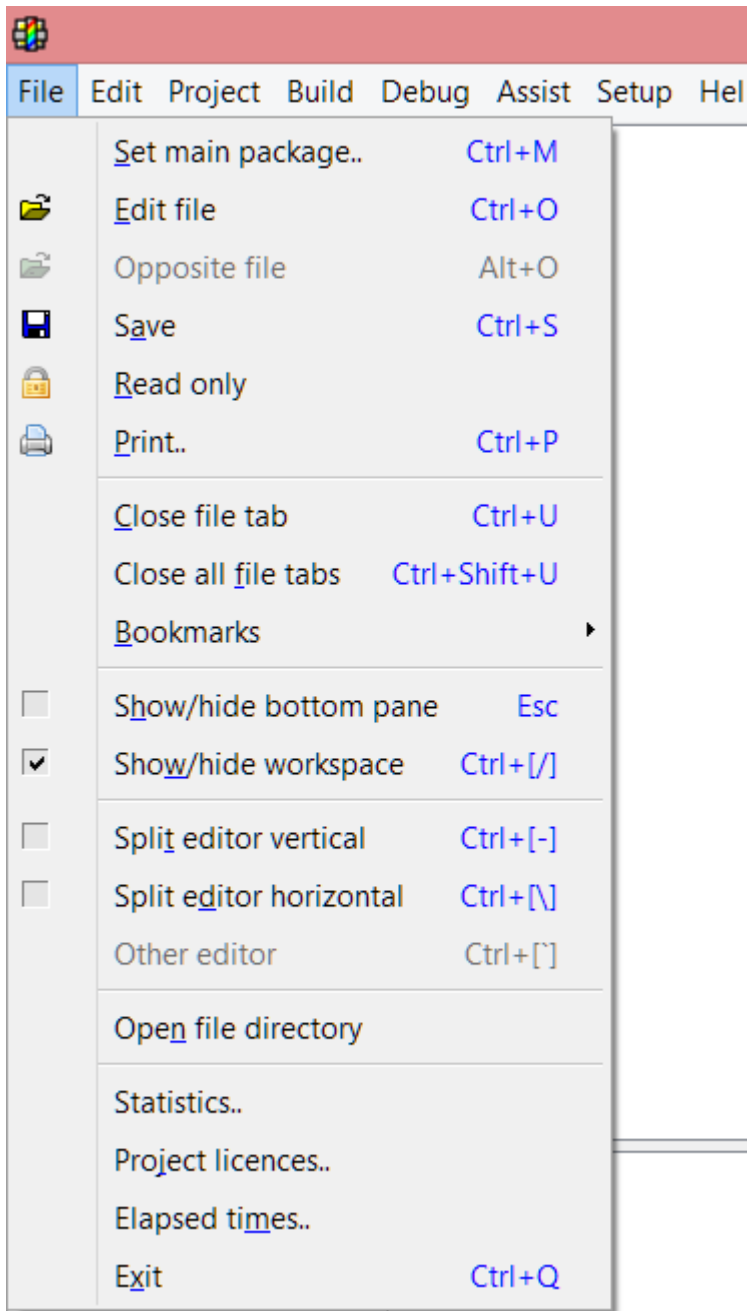 File Edit Project Build Debug Assist Setup Hel
Set main package.. Ctrl+M
Edit file Ctrl+O
Opposite file Alt+O
Save Ctrl+S
Read only
Print.. Ctrl+P
Close file tab Ctrl+U
Close all file tabs Ctrl+Shift+U
Bookmarks
Show/hide bottom pane Esc
Show/hide workspace Ctrl+[/]
Split editor vertical Ctrl+[-]
Split editor horizontal Ctrl+[\]
Other editor Ctrl+[`]
Open file directory
Statistics..
Project licences..
Elapsed times..
Exit Ctrl+Q